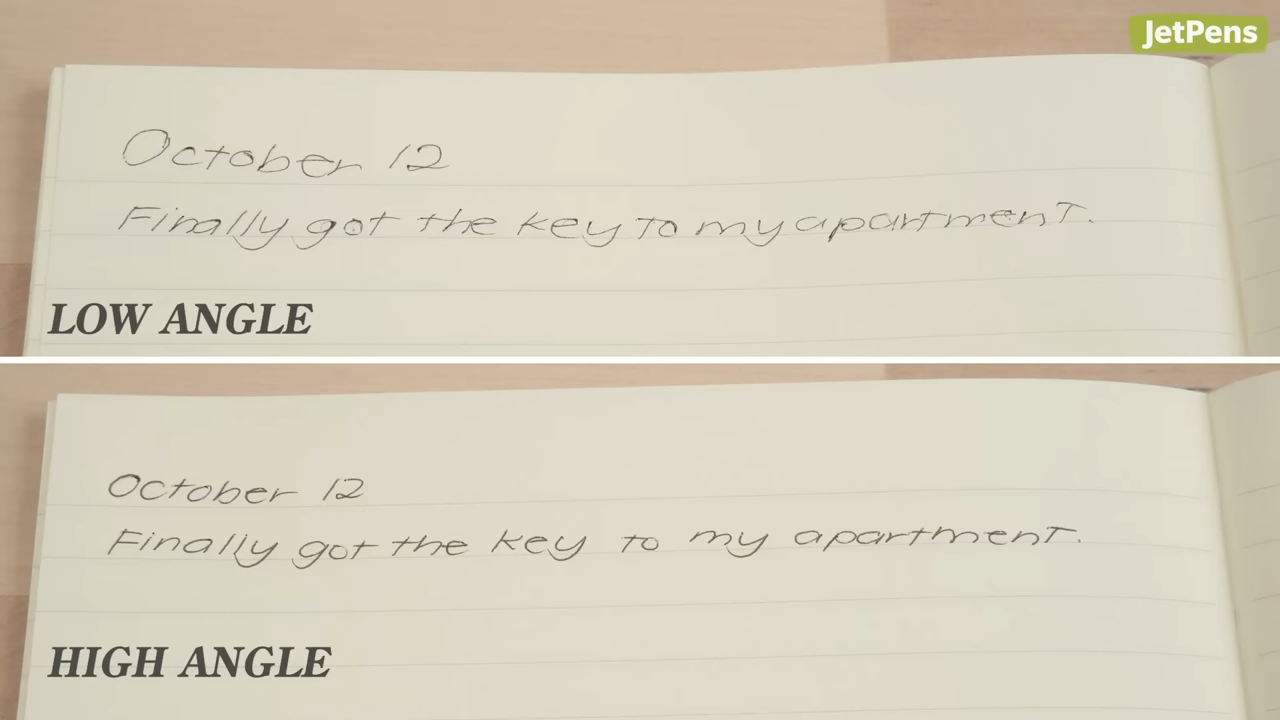 JetPens
October 12
Finally got the key to my apartment.
LOW ANGLE
October 12
Finally got the key to my apartment.
HIGH ANGLE